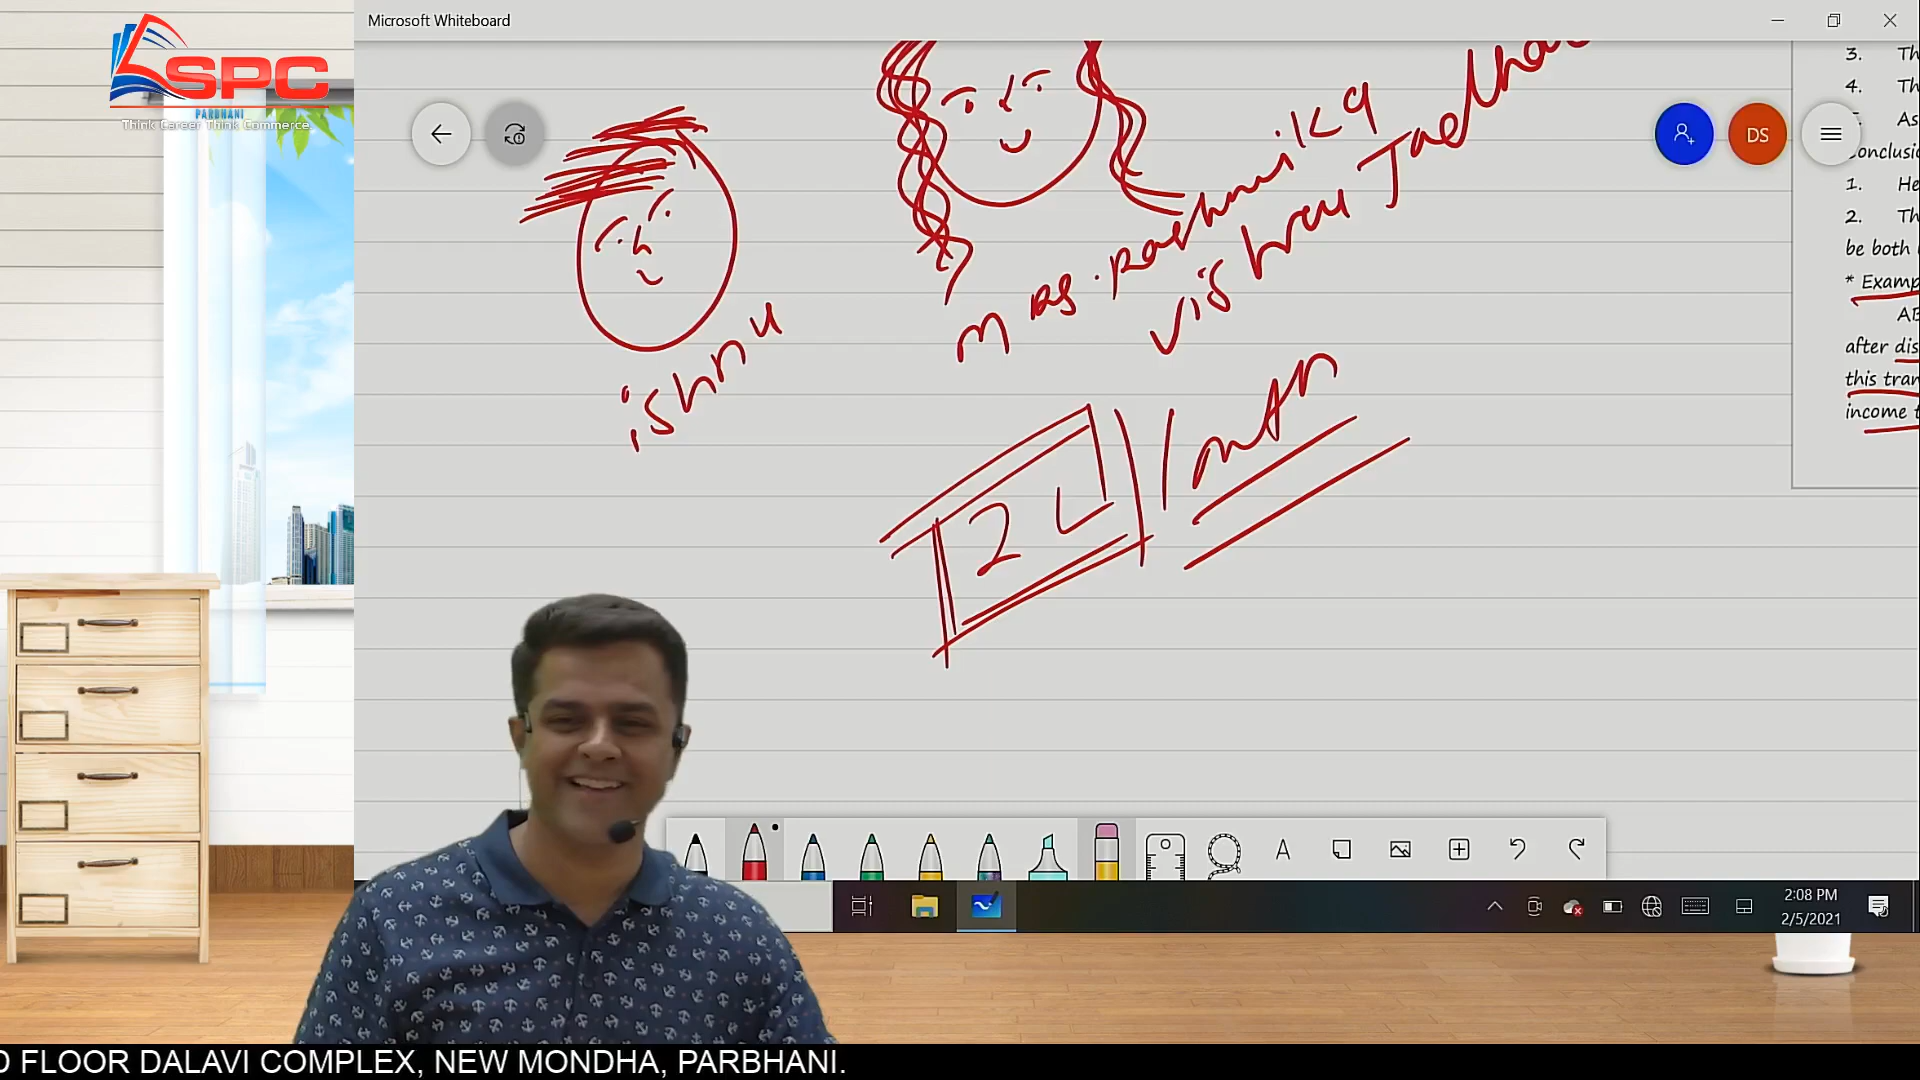 Microsoft Whiteboard
SPC
PARBHANI
Think Career Think Commerce.
DS
3. Th
4. Th
As
onclusio
1. He
2. Th
be both
* Examp
AB
after dis
this tran
income t
mrs. Rashmika
vishnu Jadhav
ishnu
2 L / mth
2:08 PM
2/5/2021
FLOOR DALAVI COMPLEX, NEW MONDHA, PARBHANI.